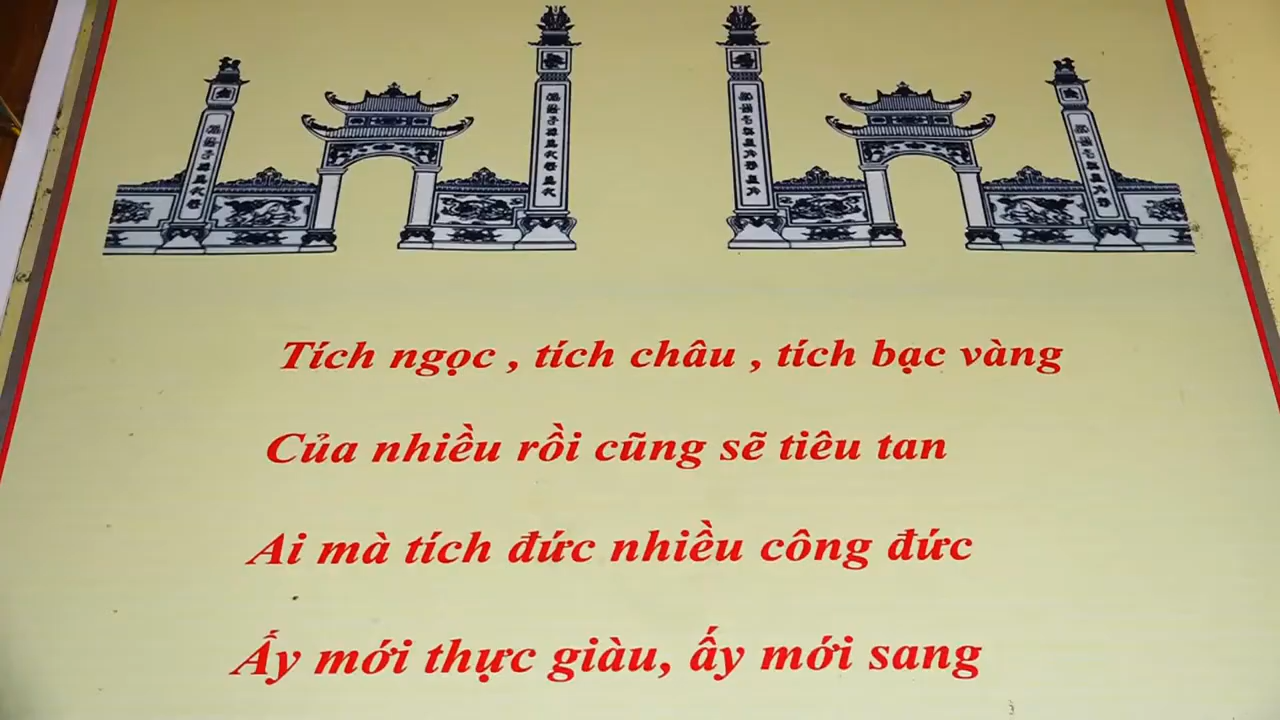 Tích ngọc , tích châu , tích bạc vàng
Của nhiều rồi cũng sẽ tiêu tan
Ai mà tích đức nhiều công đức
Ấy mới thực giàu, ấy mới sang